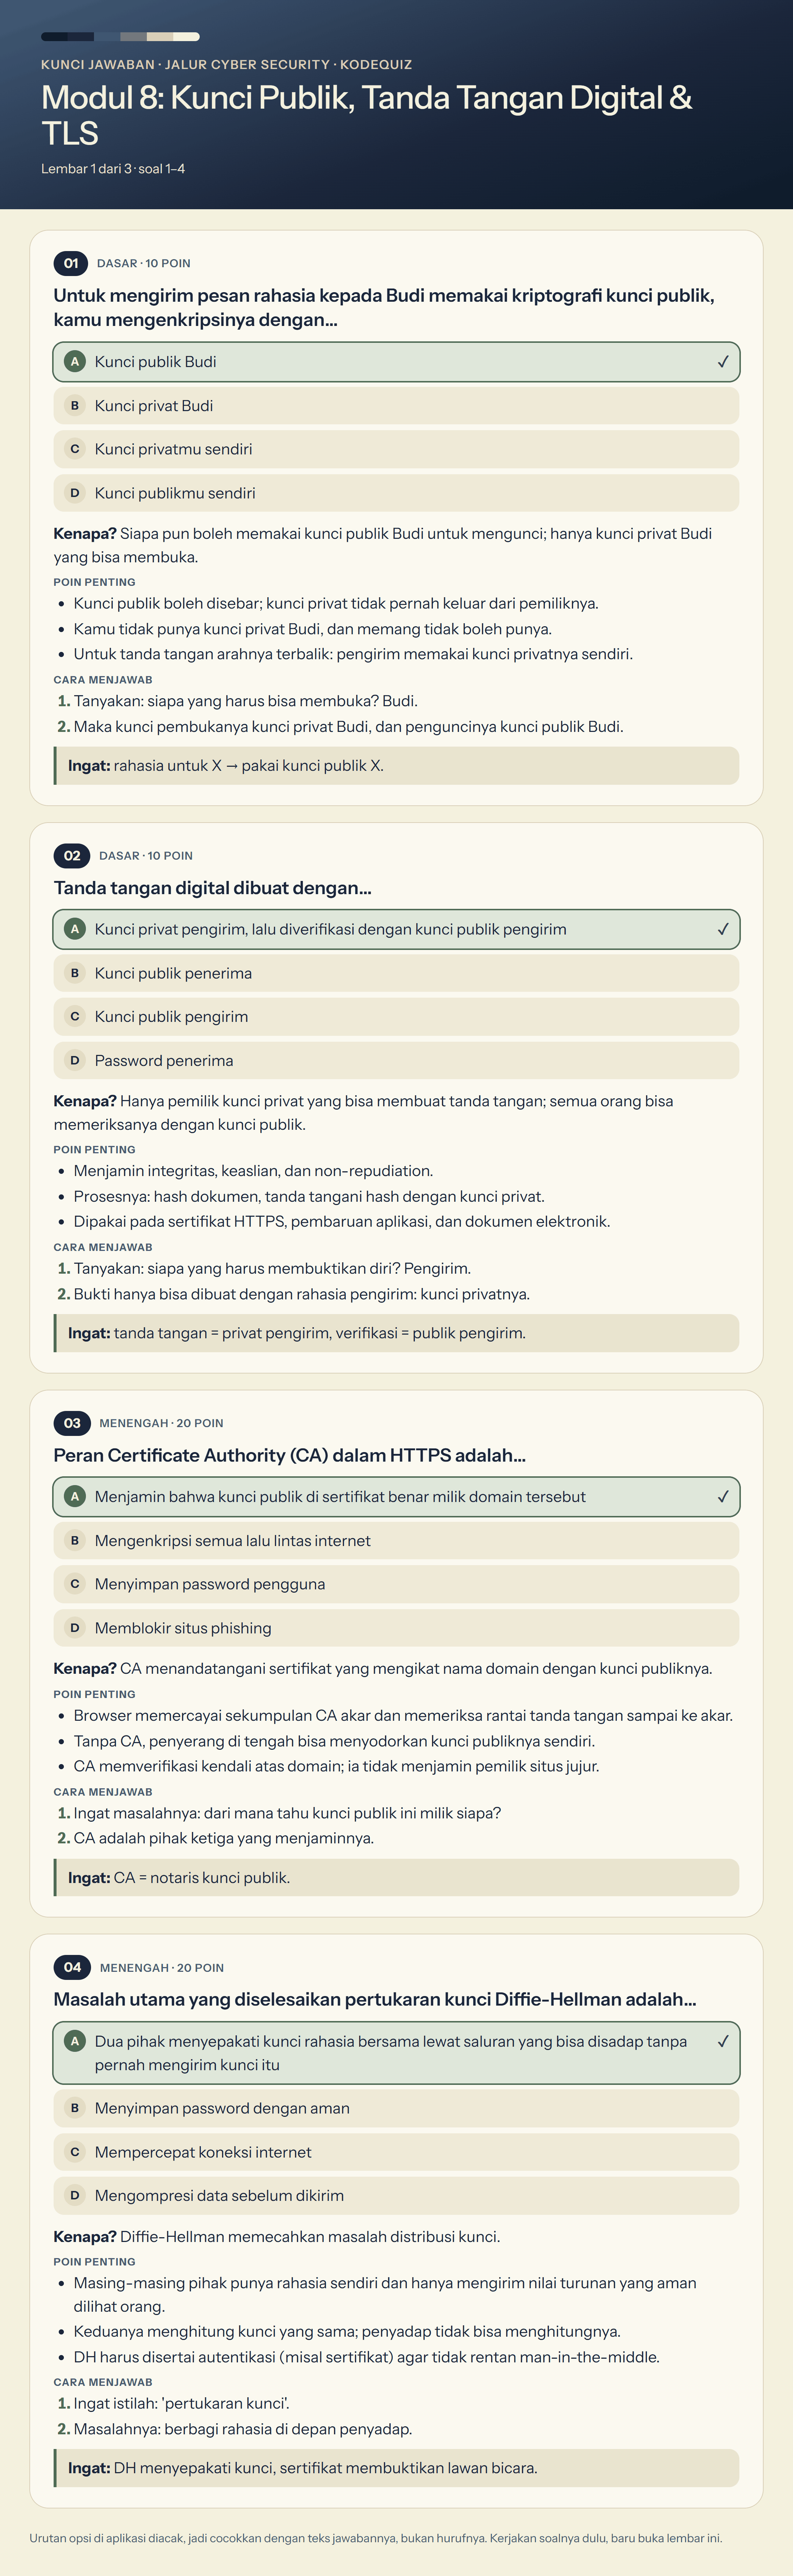 KUNCI JAWABAN · JALUR CYBER SECURITY · KODEQUIZ
Modul 8: Kunci Publik, Tanda Tangan Digital &
TLS
Lembar 1 dari 3 · soal 1–4
01 DASAR · 10 POIN
Untuk mengirim pesan rahasia kepada Budi memakai kriptografi kunci publik,
kamu mengenkripsinya dengan...
A Kunci publik Budi ✓
B Kunci privat Budi
C Kunci privatmu sendiri
D Kunci publikmu sendiri
Kenapa? Siapa pun boleh memakai kunci publik Budi untuk mengunci; hanya kunci privat Budi
yang bisa membuka.
POIN PENTING
• Kunci publik boleh disebar; kunci privat tidak pernah keluar dari pemiliknya.
• Kamu tidak punya kunci privat Budi, dan memang tidak boleh punya.
• Untuk tanda tangan arahnya terbalik: pengirim memakai kunci privatnya sendiri.
CARA MENJAWAB
1. Tanyakan: siapa yang harus bisa membuka? Budi.
2. Maka kunci pembukanya kunci privat Budi, dan penguncinya kunci publik Budi.
Ingat: rahasia untuk X → pakai kunci publik X.
02 DASAR · 10 POIN
Tanda tangan digital dibuat dengan...
A Kunci privat pengirim, lalu diverifikasi dengan kunci publik pengirim ✓
B Kunci publik penerima
C Kunci publik pengirim
D Password penerima
Kenapa? Hanya pemilik kunci privat yang bisa membuat tanda tangan; semua orang bisa
memeriksanya dengan kunci publik.
POIN PENTING
• Menjamin integritas, keaslian, dan non-repudiation.
• Prosesnya: hash dokumen, tanda tangani hash dengan kunci privat.
• Dipakai pada sertifikat HTTPS, pembaruan aplikasi, dan dokumen elektronik.
CARA MENJAWAB
1. Tanyakan: siapa yang harus membuktikan diri? Pengirim.
2. Bukti hanya bisa dibuat dengan rahasia pengirim: kunci privatnya.
Ingat: tanda tangan = privat pengirim, verifikasi = publik pengirim.
03 MENENGAH · 20 POIN
Peran Certificate Authority (CA) dalam HTTPS adalah...
A Menjamin bahwa kunci publik di sertifikat benar milik domain tersebut ✓
B Mengenkripsi semua lalu lintas internet
C Menyimpan password pengguna
D Memblokir situs phishing
Kenapa? CA menandatangani sertifikat yang mengikat nama domain dengan kunci publiknya.
POIN PENTING
• Browser memercayai sekumpulan CA akar dan memeriksa rantai tanda tangan sampai ke akar.
• Tanpa CA, penyerang di tengah bisa menyodorkan kunci publiknya sendiri.
• CA memverifikasi kendali atas domain; ia tidak menjamin pemilik situs jujur.
CARA MENJAWAB
1. Ingat masalahnya: dari mana tahu kunci publik ini milik siapa?
2. CA adalah pihak ketiga yang menjaminnya.
Ingat: CA = notaris kunci publik.
04 MENENGAH · 20 POIN
Masalah utama yang diselesaikan pertukaran kunci Diffie-Hellman adalah...
A Dua pihak menyepakati kunci rahasia bersama lewat saluran yang bisa disadap tanpa ✓
pernah mengirim kunci itu
B Menyimpan password dengan aman
C Mempercepat koneksi internet
D Mengompresi data sebelum dikirim
Kenapa? Diffie-Hellman memecahkan masalah distribusi kunci.
POIN PENTING
• Masing-masing pihak punya rahasia sendiri dan hanya mengirim nilai turunan yang aman
dilihat orang.
• Keduanya menghitung kunci yang sama; penyadap tidak bisa menghitungnya.
• DH harus disertai autentikasi (misal sertifikat) agar tidak rentan man-in-the-middle.
CARA MENJAWAB
1. Ingat istilah: 'pertukaran kunci'.
2. Masalahnya: berbagi rahasia di depan penyadap.
Ingat: DH menyepakati kunci, sertifikat membuktikan lawan bicara.
Urutan opsi di aplikasi diacak, jadi cocokkan dengan teks jawabannya, bukan hurufnya. Kerjakan soalnya dulu, baru buka lembar ini.